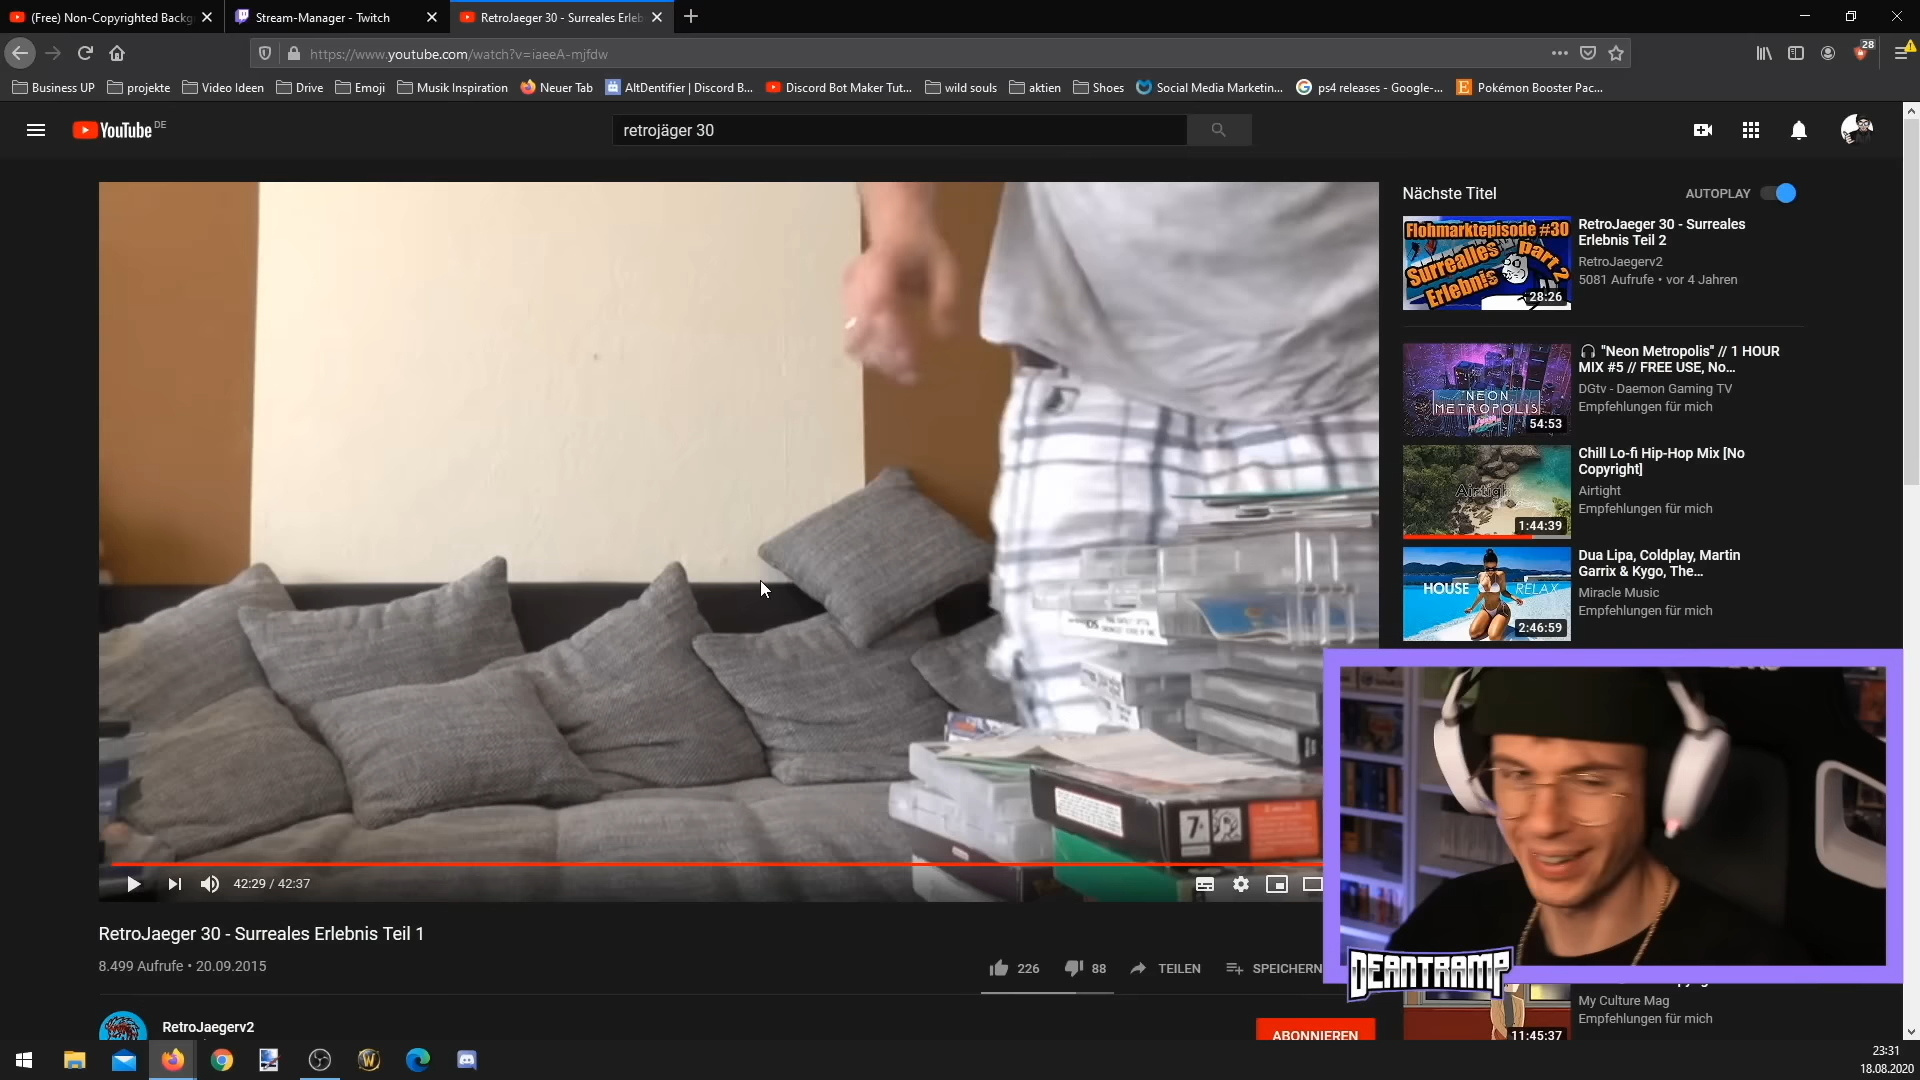 (Free) Non-Copyrighted Backg
Stream-Manager - Twitch
RetroJaeger 30 - Surreales Erleb
https://www.youtube.com/watch?v=iaeeA-mjfdw
28
Business UP
projekte
Video Ideen
Drive
Emoji
Musik Inspiration
Neuer Tab
AltDentifier | Discord B...
Discord Bot Maker Tut...
wild souls
aktien
Shoes
Social Media Marketin...
ps4 releases - Google-...
Pokémon Booster Pac...
YouTube DE
retrojäger 30
Nächste Titel
AUTOPLAY
Flohmarktepisode #30
Surrealles
Erlebnis
part 2
28:26
RetroJaeger 30 - Surreales
Erlebnis Teil 2
RetroJaegerv2
5081 Aufrufe • vor 4 Jahren
NEON
METROPOLIS
54:53
"Neon Metropolis" // 1 HOUR
MIX #5 // FREE USE, No...
DGtv - Daemon Gaming TV
Empfehlungen für mich
Airtight
1:44:39
Chill Lo-fi Hip-Hop Mix [No
Copyright]
Airtight
Empfehlungen für mich
HOUSE RELAX
2:46:59
Dua Lipa, Coldplay, Martin
Garrix & Kygo, The...
Miracle Music
Empfehlungen für mich
7+
42:29 / 42:37
RetroJaeger 30 - Surreales Erlebnis Teil 1
8.499 Aufrufe • 20.09.2015
226
88
TEILEN
SPEICHERN
DEANTRAMP
RetroJaegerv2
ABONNIEREN
My Culture Mag
Empfehlungen für mich
11:45:37
23:31
18.08.2020